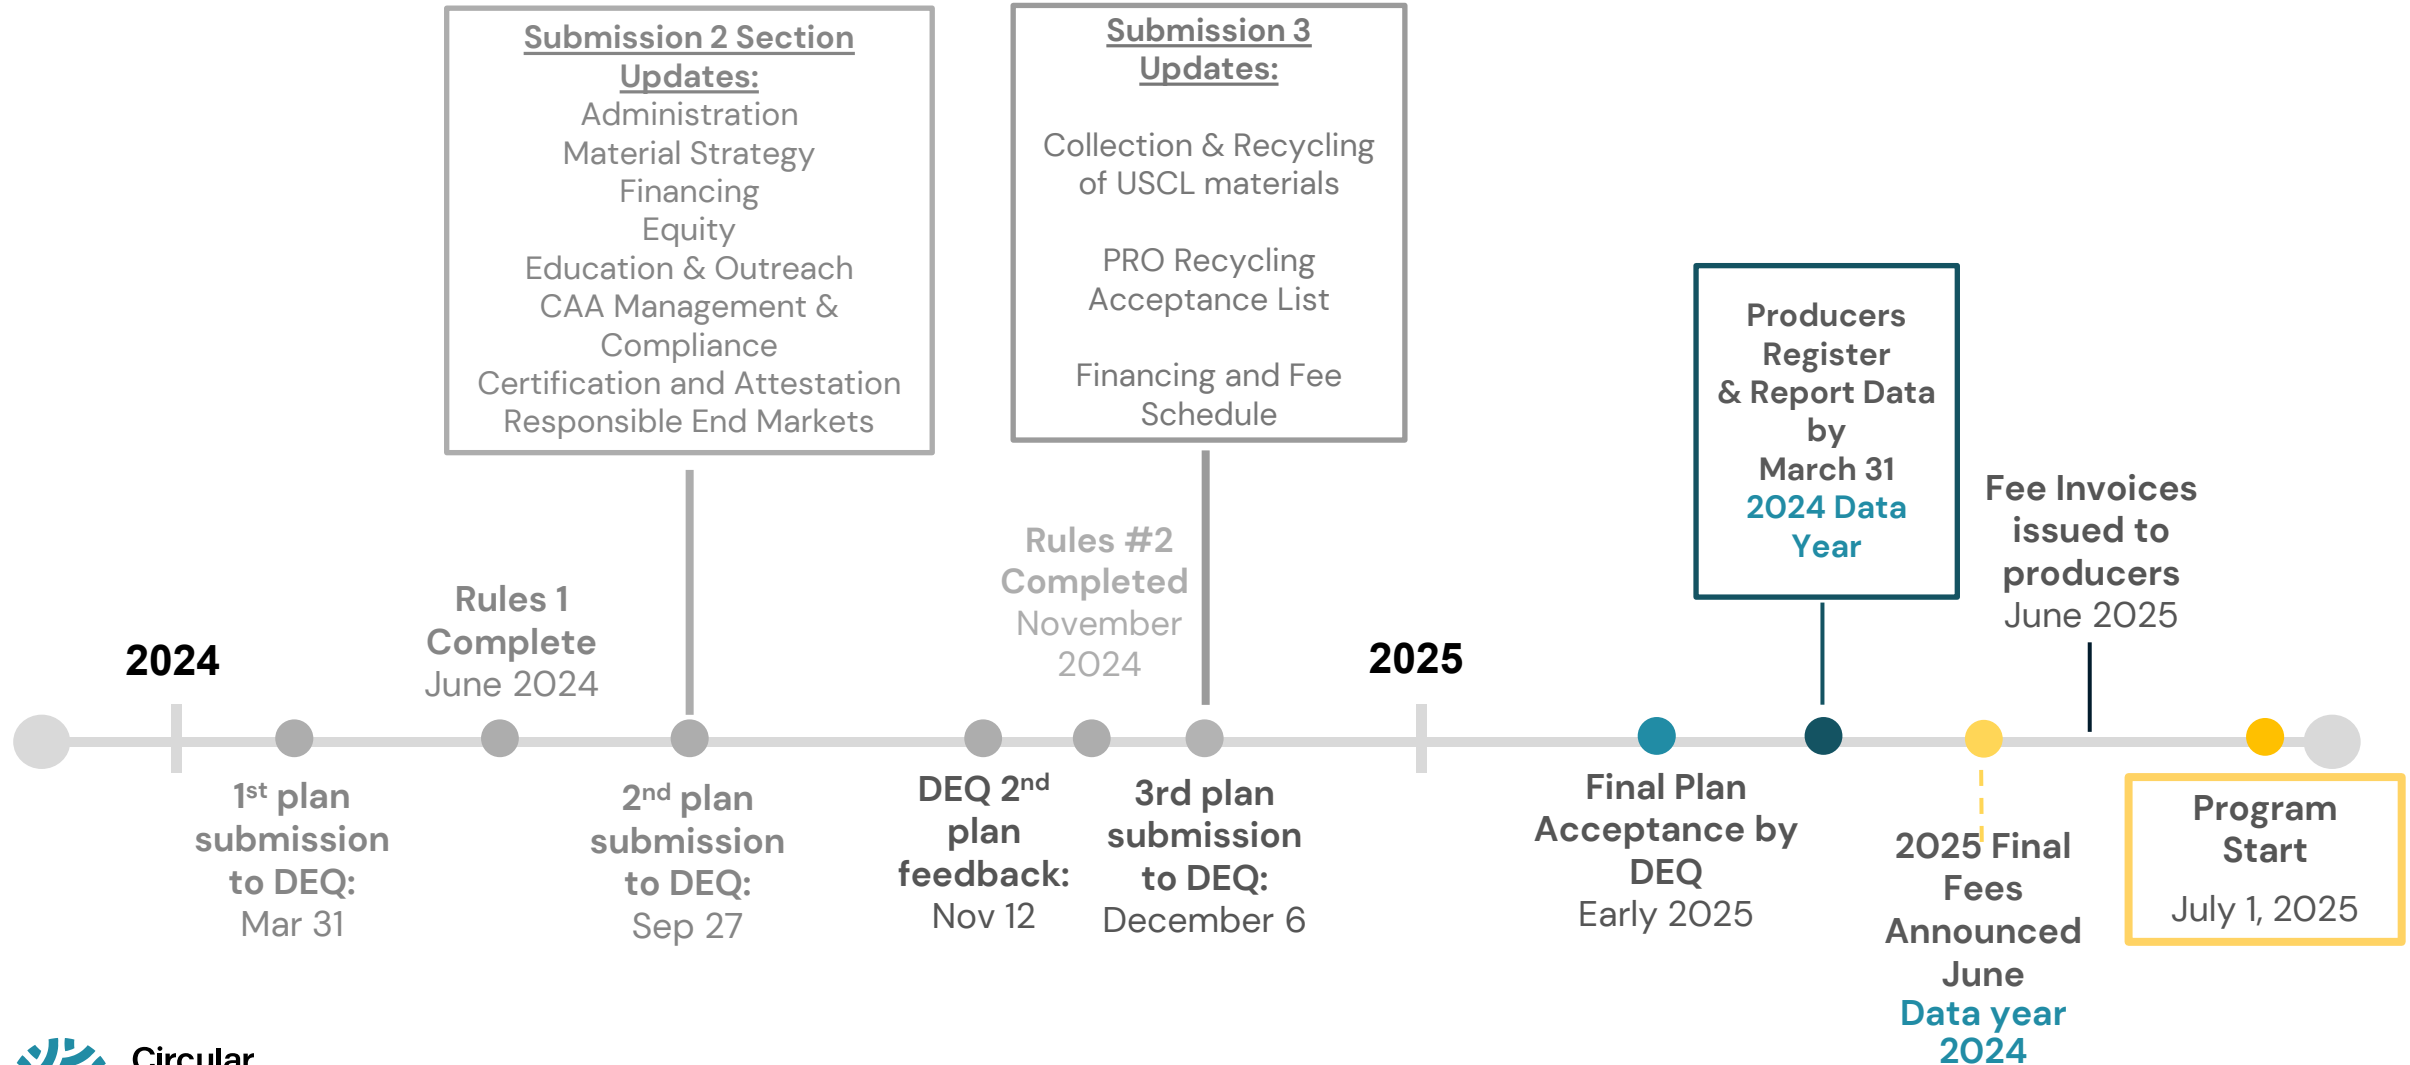 Submission 2 Section
Updates:
Administration
Material Strategy
Financing
Equity
Education & Outreach
CAA Management &
Compliance
Certification and Attestation
Responsible End Markets
Submission 3
Updates:
Collection & Recycling
of USCL materials
PRO Recycling
Acceptance List
Financing and Fee
Schedule
Producers
Register
& Report Data
by
March 31
2024 Data
Year
Fee Invoices
issued to
producers
June 2025
Rules #2
Completed
November
2024
Rules 1
Complete
June 2024
2024
2025
1st plan
submission
to DEQ:
Mar 31
2nd plan
submission
to DEQ:
Sep 27
DEQ 2nd
plan
feedback:
Nov 12
3rd plan
submission
to DEQ:
December 6
Final Plan
Acceptance by
DEQ
Early 2025
2025 Final
Fees
Announced
June
Data year
2024
Program
Start
July 1, 2025
Circular